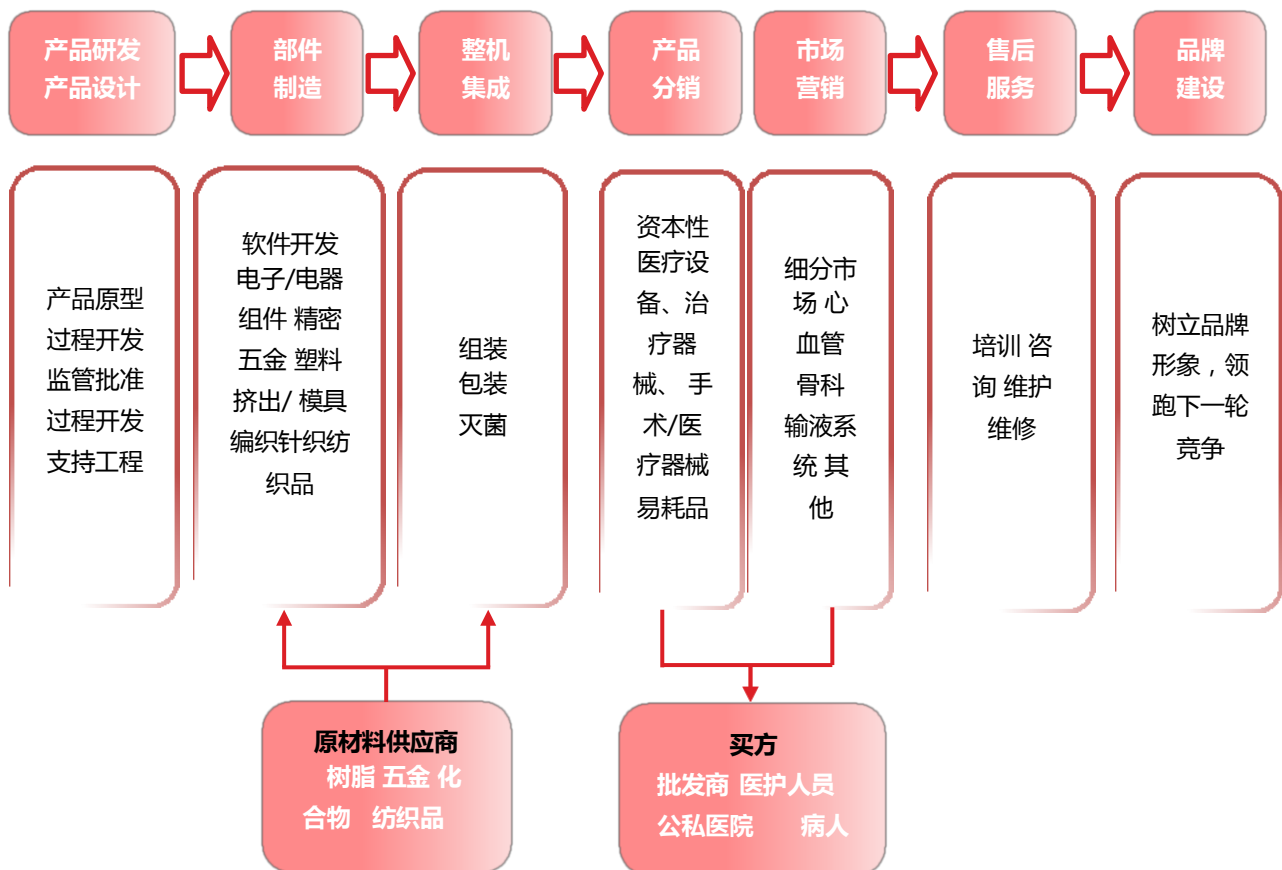 产品研发
产品设计
部件
制造
整机
集成
产品
分销
市场
营销
售后
服务
品牌
建设
产品原型
过程开发
监管批准
过程开发
支持工程
软件开发
电子/电器
组件 精密
五金 塑料
挤出/ 模具
编织针织纺
织品
组装
包装
灭菌
资本性
医疗设
备、治
疗器
械、 手
术/医
疗器械
易耗品
细分市
场 心
血管
骨科
输液系
统 其
他
培训 咨
询 维护
维修
树立品牌
形象，领
跑下一轮
竞争
原材料供应商
树脂 五金 化
合物 纺织品
买方
批发商 医护人员
公私医院 病人